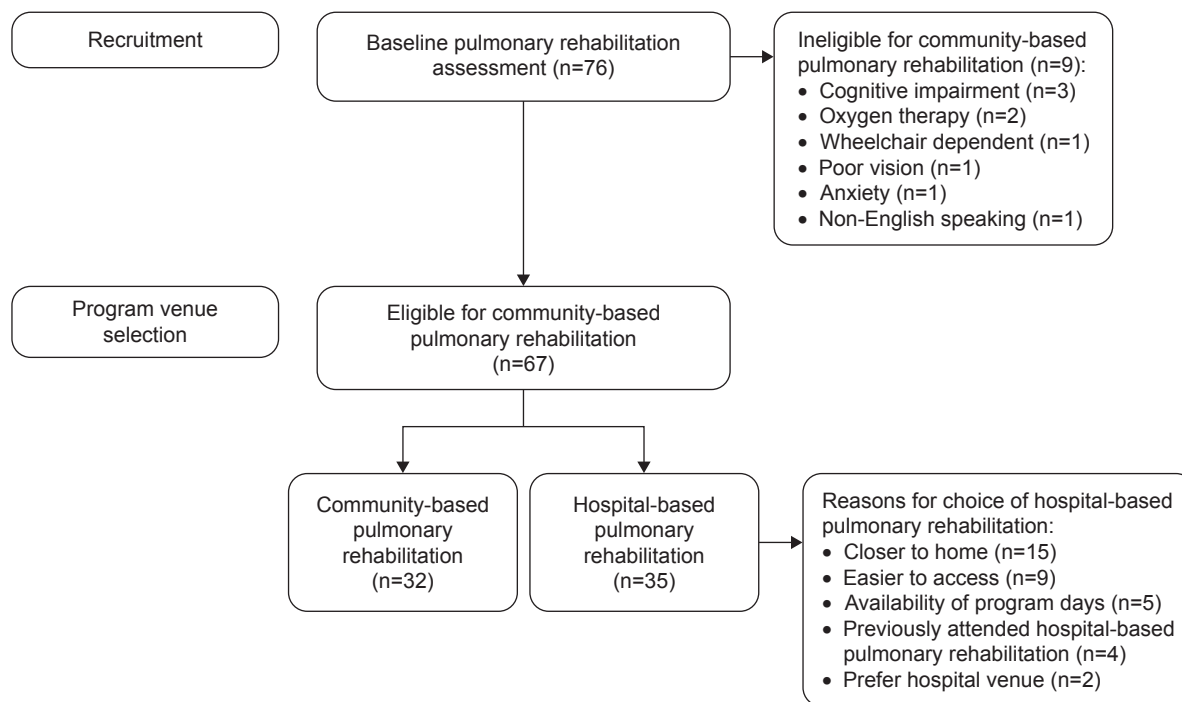 Recruitment
Baseline pulmonary rehabilitation
assessment (n=76)
Ineligible for community-based
pulmonary rehabilitation (n=9):
• Cognitive impairment (n=3)
• Oxygen therapy (n=2)
• Wheelchair dependent (n=1)
• Poor vision (n=1)
• Anxiety (n=1)
• Non-English speaking (n=1)
Program venue
selection
Eligible for community-based
pulmonary rehabilitation
(n=67)
Community-based
pulmonary
rehabilitation
(n=32)
Hospital-based
pulmonary
rehabilitation
(n=35)
Reasons for choice of hospital-based
pulmonary rehabilitation:
• Closer to home (n=15)
• Easier to access (n=9)
• Availability of program days (n=5)
• Previously attended hospital-based
pulmonary rehabilitation (n=4)
• Prefer hospital venue (n=2)